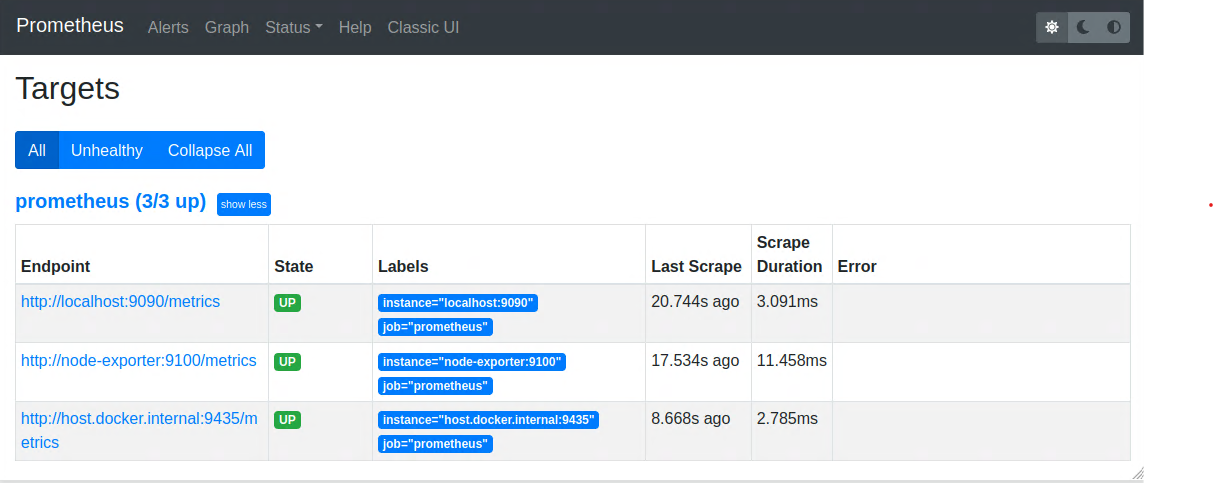 Prometheus Alerts Graph Status Help Classic UI
Targets
All Unhealthy Collapse All
prometheus (3/3 up) show less
Endpoint State Labels Last Scrape Scrape Duration Error
http://localhost:9090/metrics UP instance="localhost:9090" 20.744s ago 3.091ms
job="prometheus"
http://node-exporter:9100/metrics UP instance="node-exporter:9100" 17.534s ago 11.458ms
job="prometheus"
http://host.docker.internal:9435/m UP instance="host.docker.internal:9435" 8.668s ago 2.785ms
etrics job="prometheus"